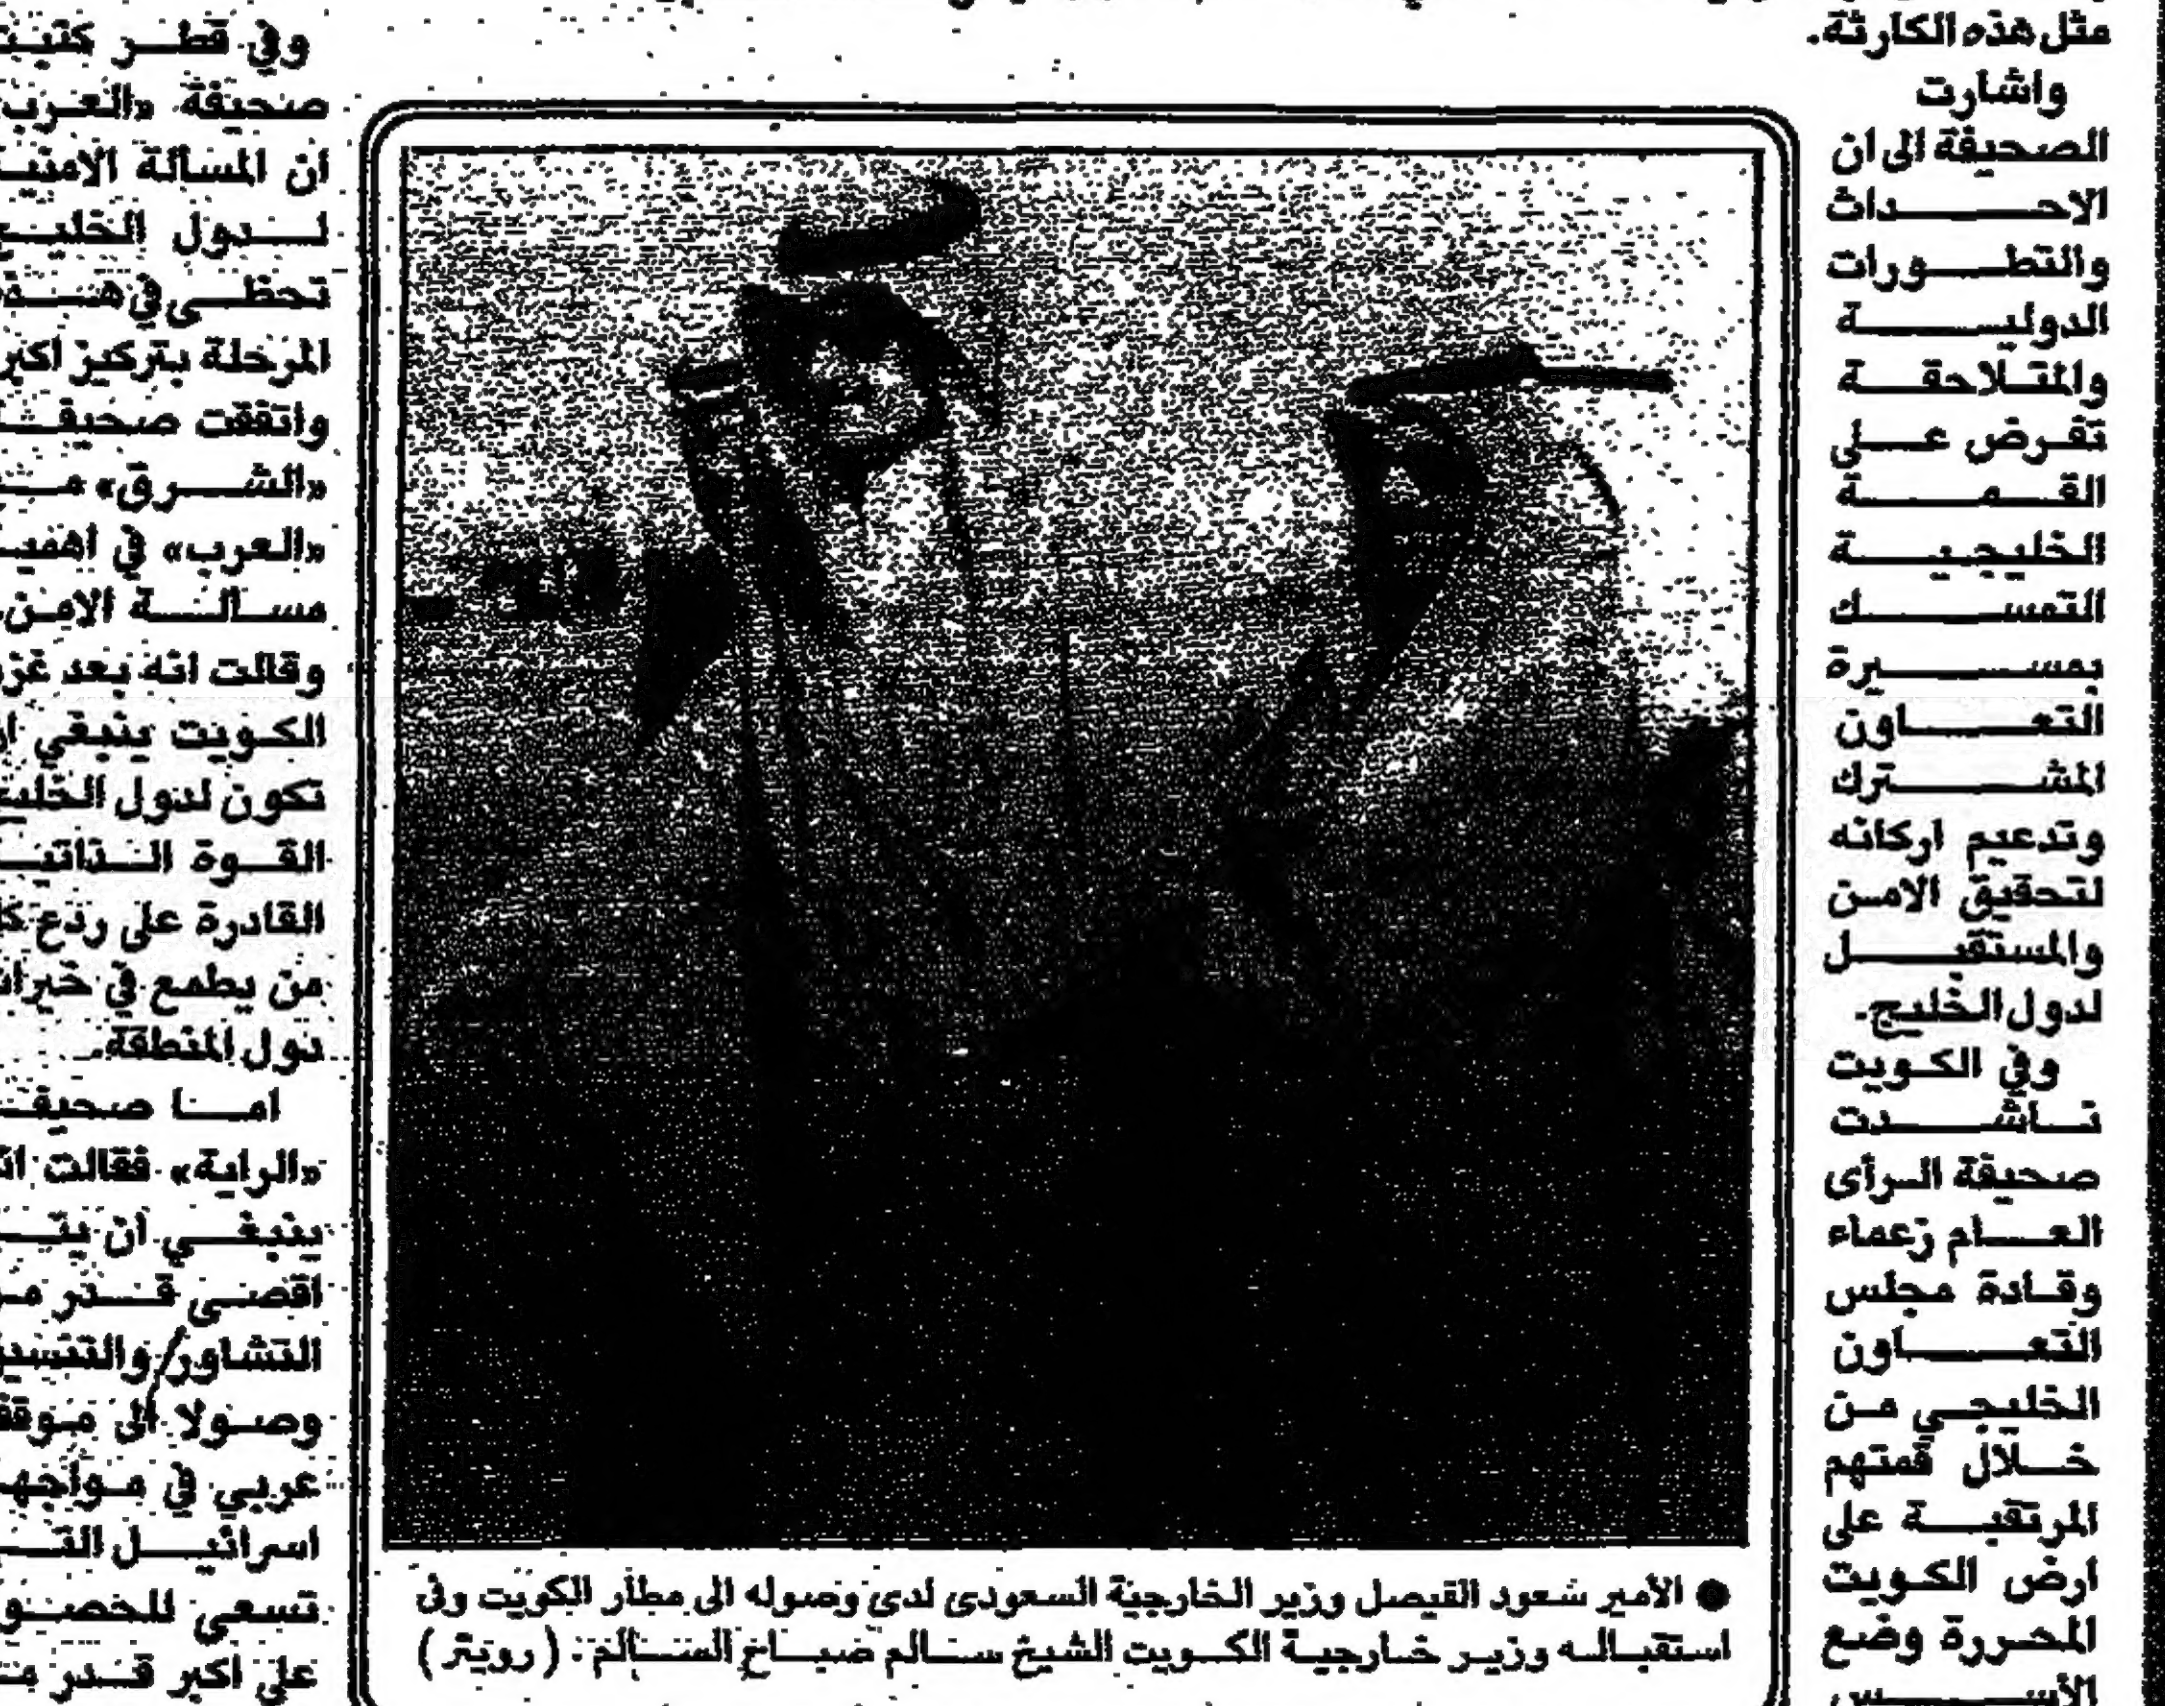 مثل هذه الكارثة.
واشارت
الصحيفة الى ان
الاحداث
والتطورات
الدولية
والمتلاحقة
تفرض على
القمة
الخليجية
التمسك
بمسيرة
التعاون
المشترك
وتدعيم اركانه
لتحقيق الامن
والمستقبل
لدول الخليج.
وفي الكويت
ناشدت
صحيفة الرأى
العام زعماء
وقادة مجلس
التعاون
الخليجي من
خلال قمتهم
المرتقبة على
ارض الكويت
المحررة وضع
الأسس
● الأمير سعود الفيصل وزير الخارجية السعودى لدى وصوله الى مطار الكويت وفى
استقباله وزير خارجية الكويت الشيخ سالم صباح السالم. (رويتر)
وفي قطر كتبت
صحيفة «العرب
ان المسألة الامنية
لدول الخليج
تحظى في هذه
المرحلة بتركيز اكبر
واتفقت صحيفة
«الشرق» مع
«العرب» في اهمية
مسألة الامن.
وقالت انه بعد غزو
الكويت ينبغي ان
تكون لدول الخليج
القوة الذاتية
القادرة على ردع كل
من يطمع في خيرات
دول المنطقة.
اما صحيفة
«الراية» فقالت انه
ينبغي ان يتم
اقصى قدر من
التشاور والتنسيق
وصولا الى موقف
عربي في مواجهة
اسرائيل التي
تسعى للحصول
على اكبر قدر من